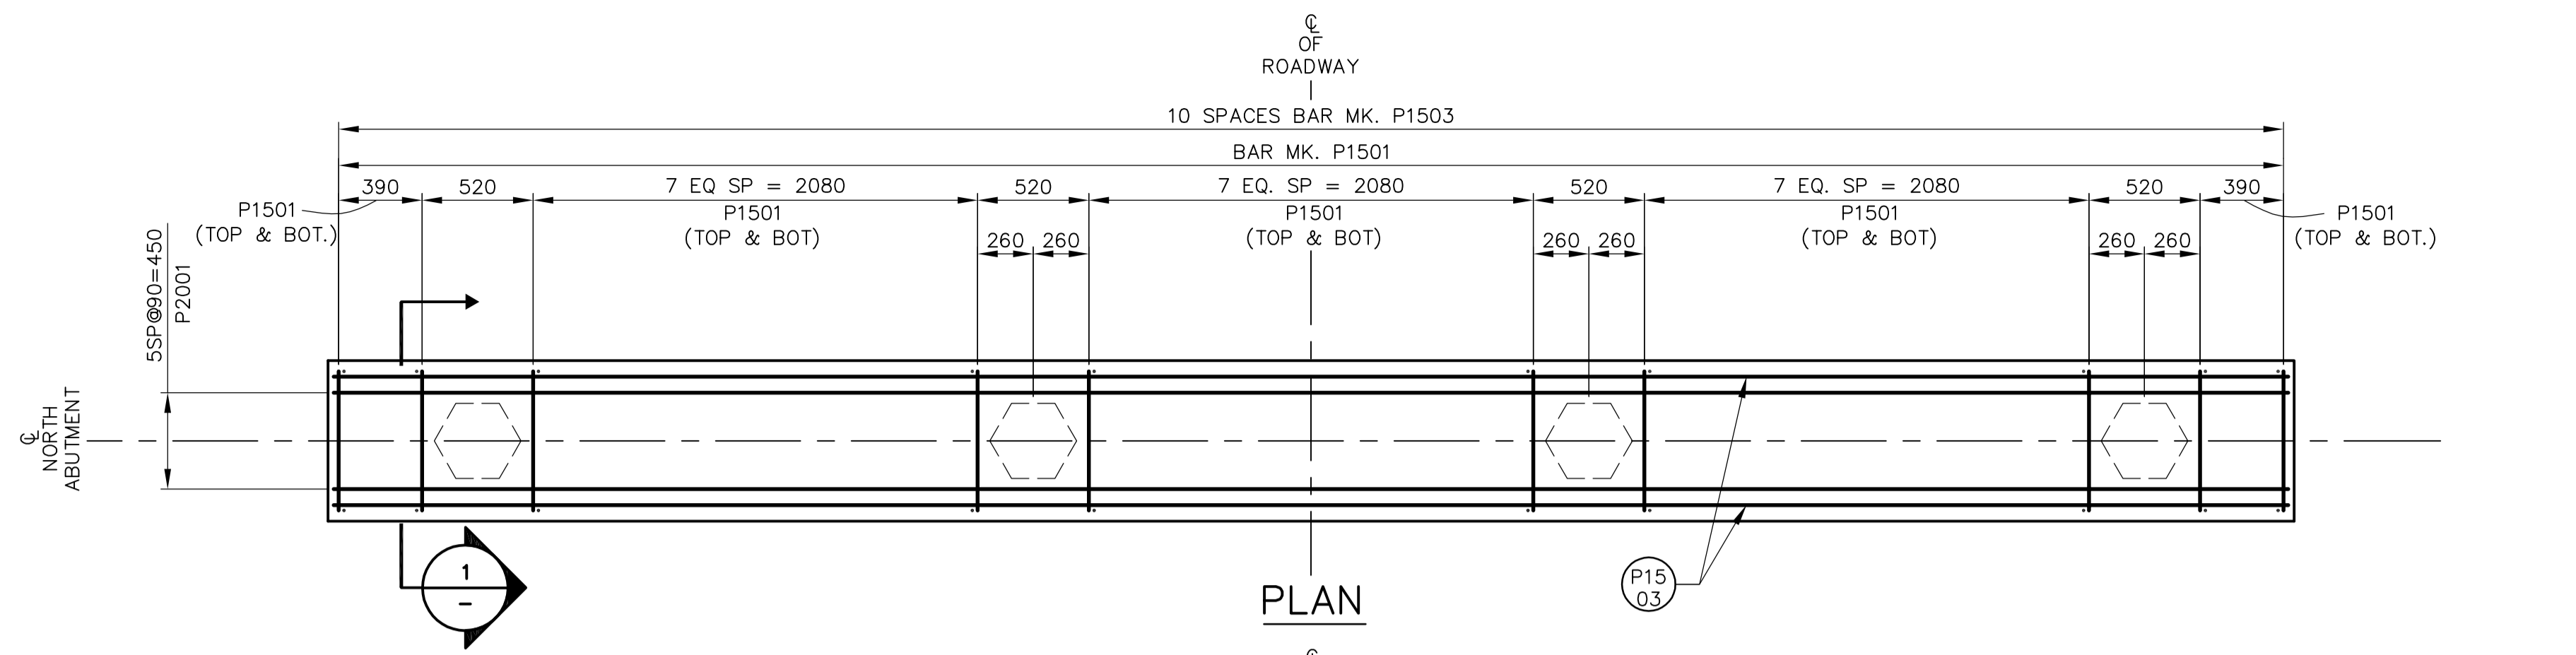 ℄
OF
ROADWAY
10 SPACES BAR MK. P1503
BAR MK. P1501
390
520
7 EQ SP = 2080
520
7 EQ. SP = 2080
520
7 EQ. SP = 2080
520
390
P1501
(TOP & BOT.)
P1501
(TOP & BOT)
P1501
(TOP & BOT)
P1501
(TOP & BOT)
P1501
(TOP & BOT.)
260 260
260 260
260 260
5SP@90=450
P2001
℄
NORTH
ABUTMENT
1
–
P15
03
PLAN
℄